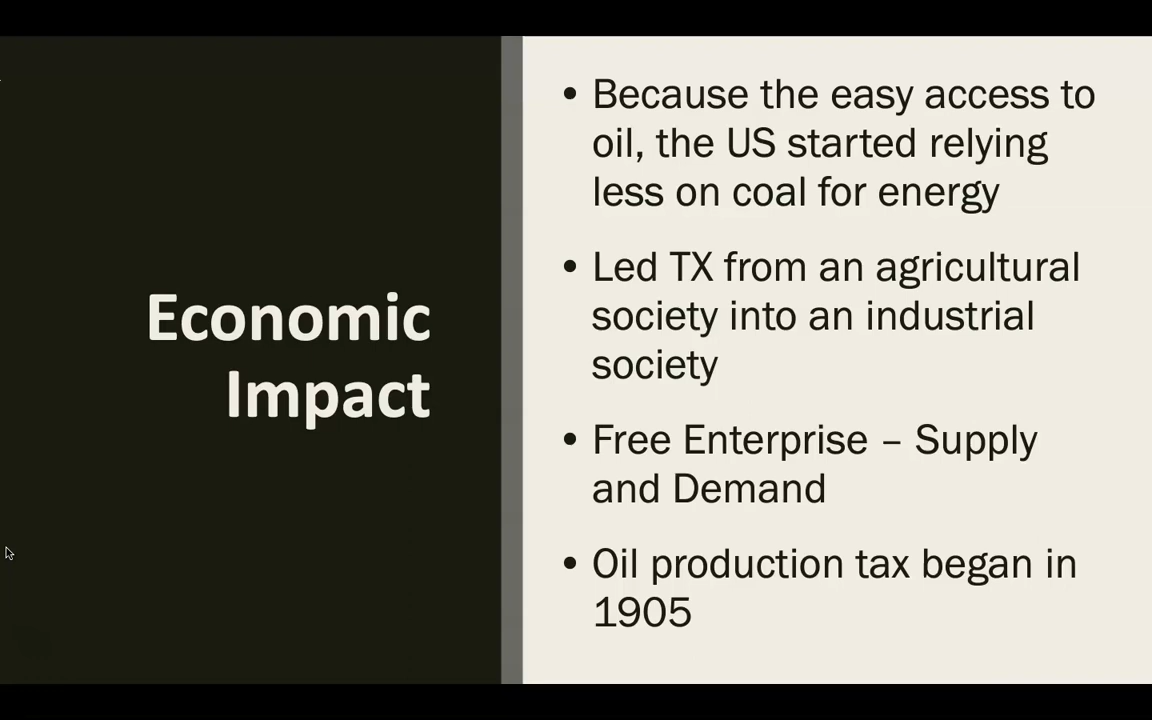 Economic
Impact
• Because the easy access to
oil, the US started relying
less on coal for energy
• Led TX from an agricultural
society into an industrial
society
• Free Enterprise – Supply
and Demand
• Oil production tax began in
1905